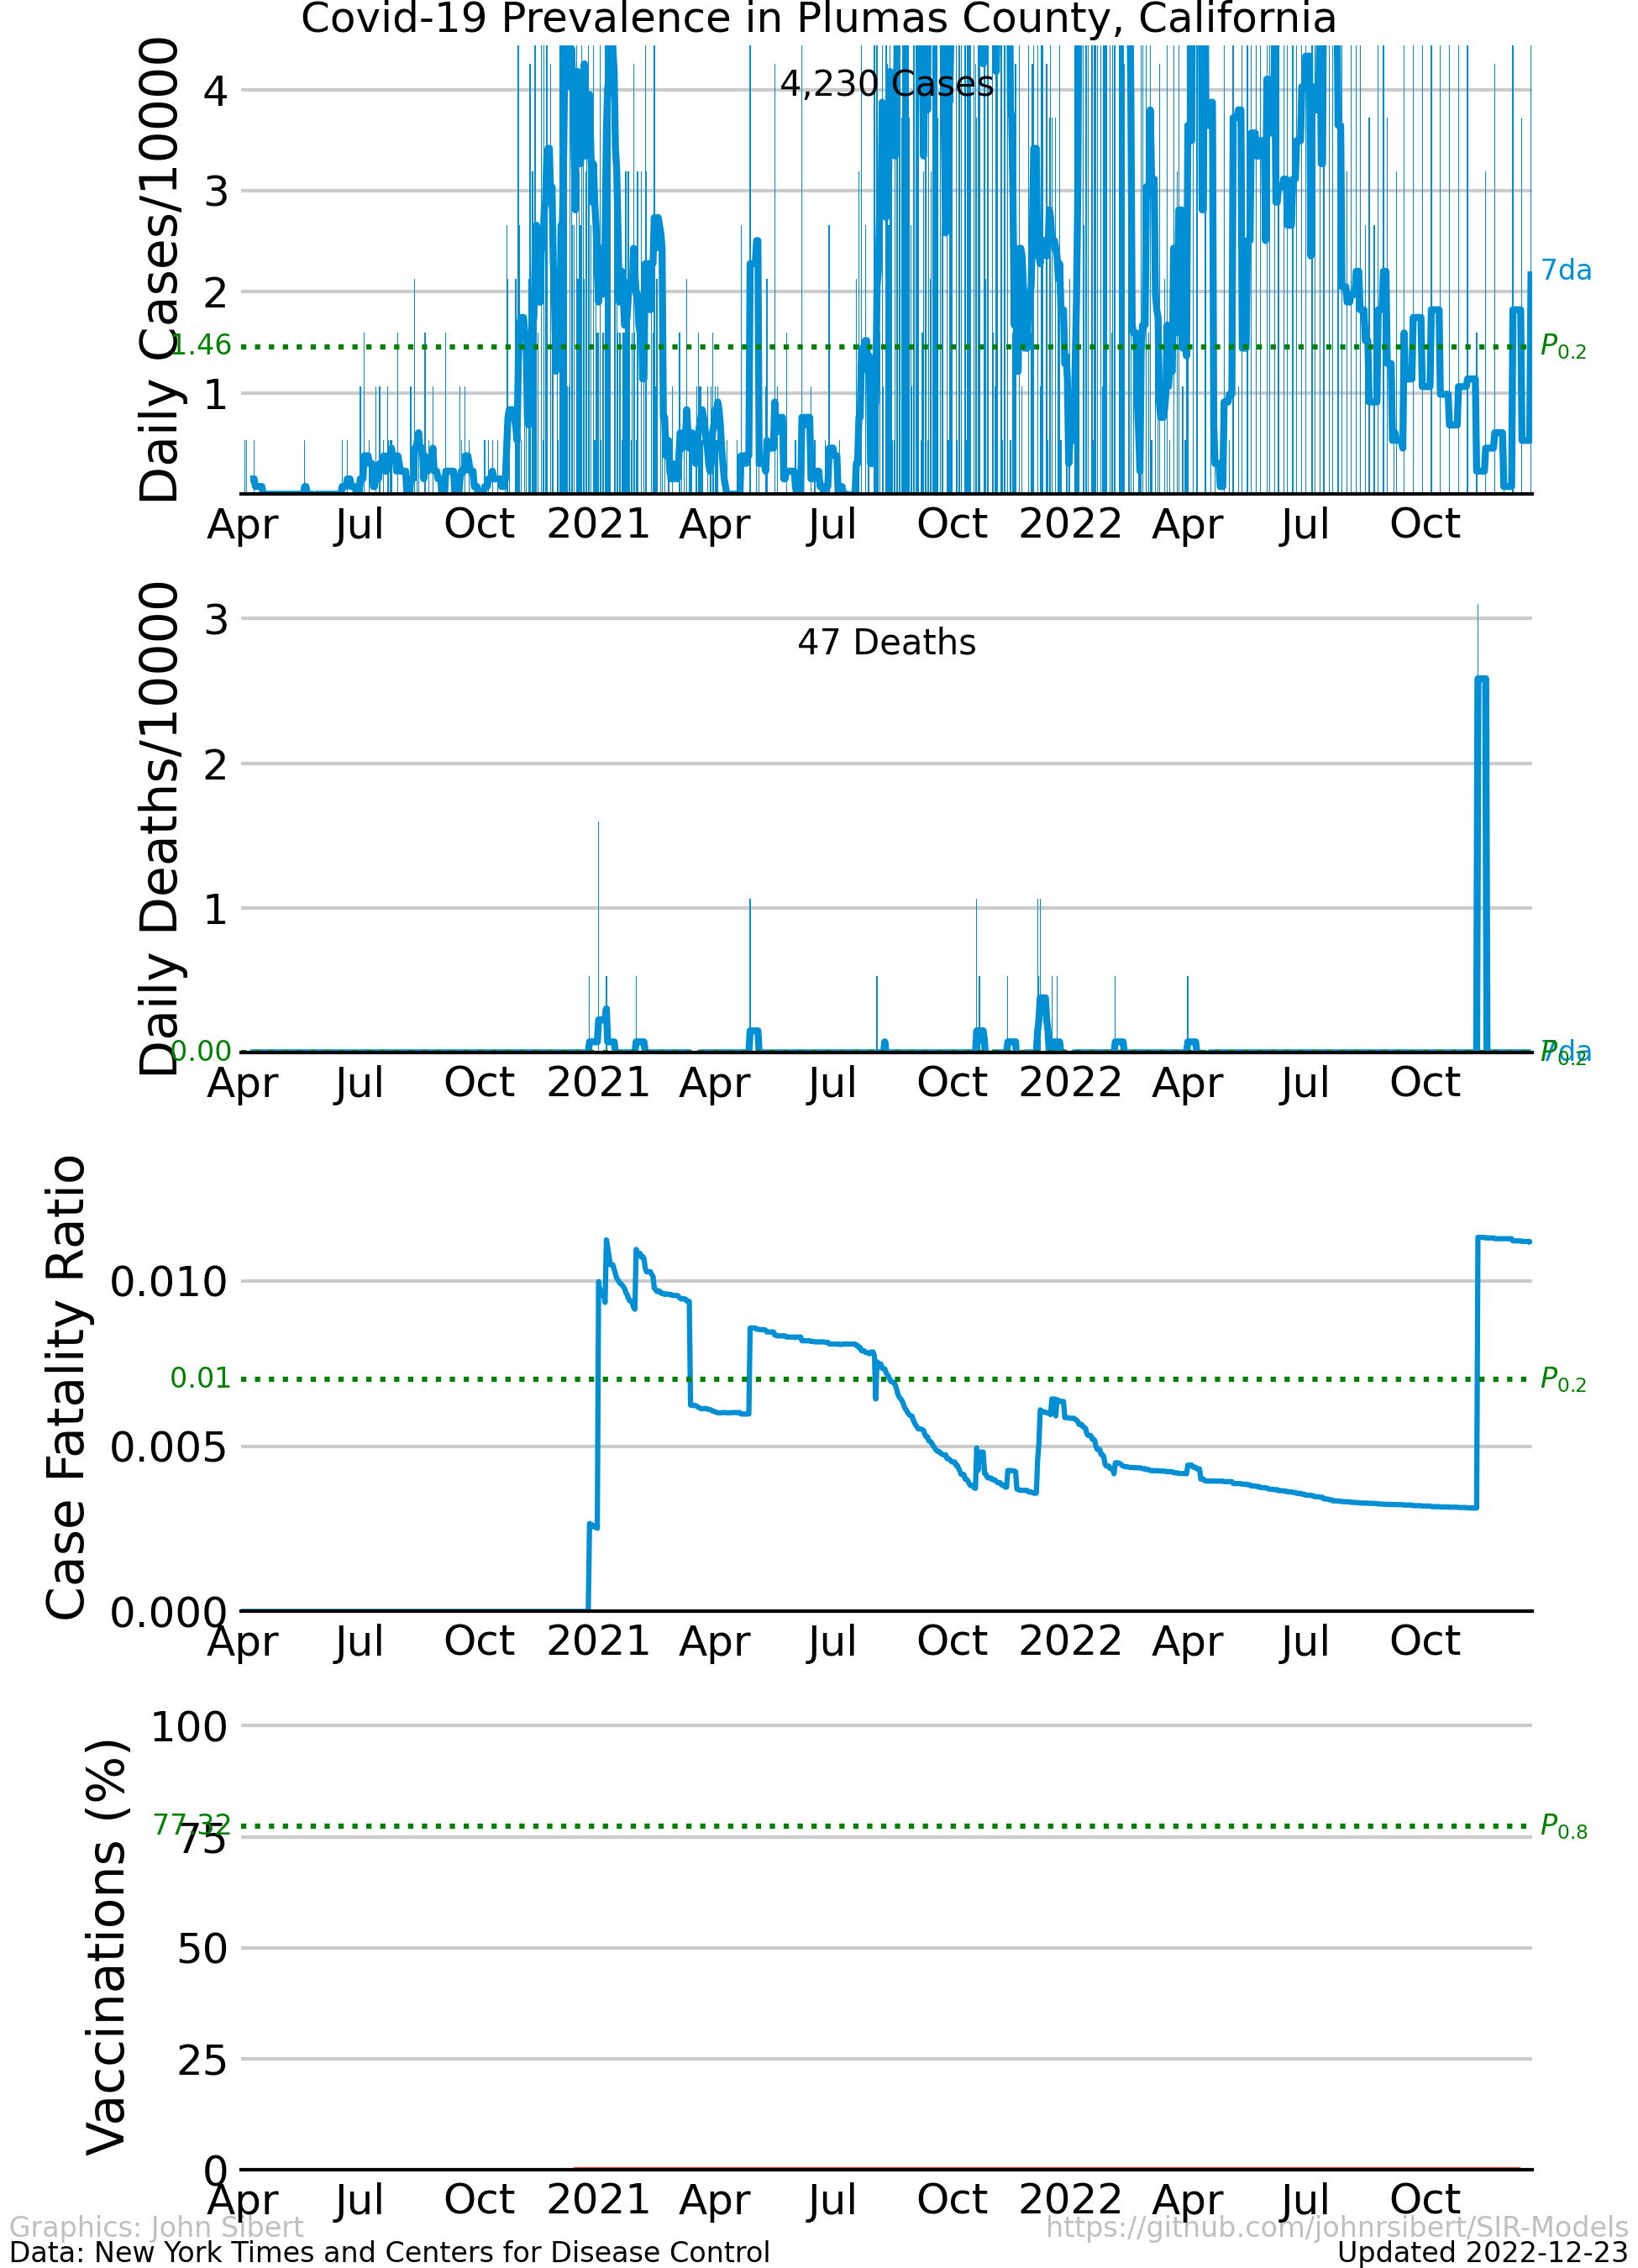 Covid-19 Prevalence in Plumas County, California
Daily Cases/10000
4
3
2
1
1.46
4,230 Cases
7da
P0.2
Apr Jul Oct 2021 Apr Jul Oct 2022 Apr Jul Oct
Daily Deaths/10000
3
2
1
0.00
47 Deaths
7da
P0.2
Apr Jul Oct 2021 Apr Jul Oct 2022 Apr Jul Oct
Case Fatality Ratio
0.010
0.01
0.005
0.000
P0.2
Apr Jul Oct 2021 Apr Jul Oct 2022 Apr Jul Oct
Vaccinations (%)
100
77.32
75
50
25
0
P0.8
Apr Jul Oct 2021 Apr Jul Oct 2022 Apr Jul Oct
Graphics: John Sibert
https://github.com/johnrsibert/SIR-Models
Data: New York Times and Centers for Disease Control
Updated 2022-12-23